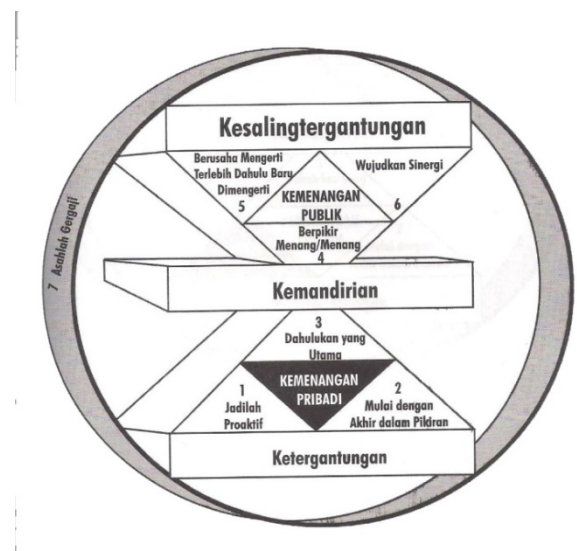 Kesalingtergantungan
Berusaha Mengerti
Terlebih Dahulu Baru
Dimengerti
5
KEMENANGAN
PUBLIK
Wujudkan Sinergi
6
Berpikir
Menang/Menang
4
7 Asahlah Gergaji
Kemandirian
3
Dahulukan yang
Utama
KEMENANGAN
PRIBADI
1
Jadilah
Proaktif
2
Mulai dengan
Akhir dalam Pikiran
Ketergantungan